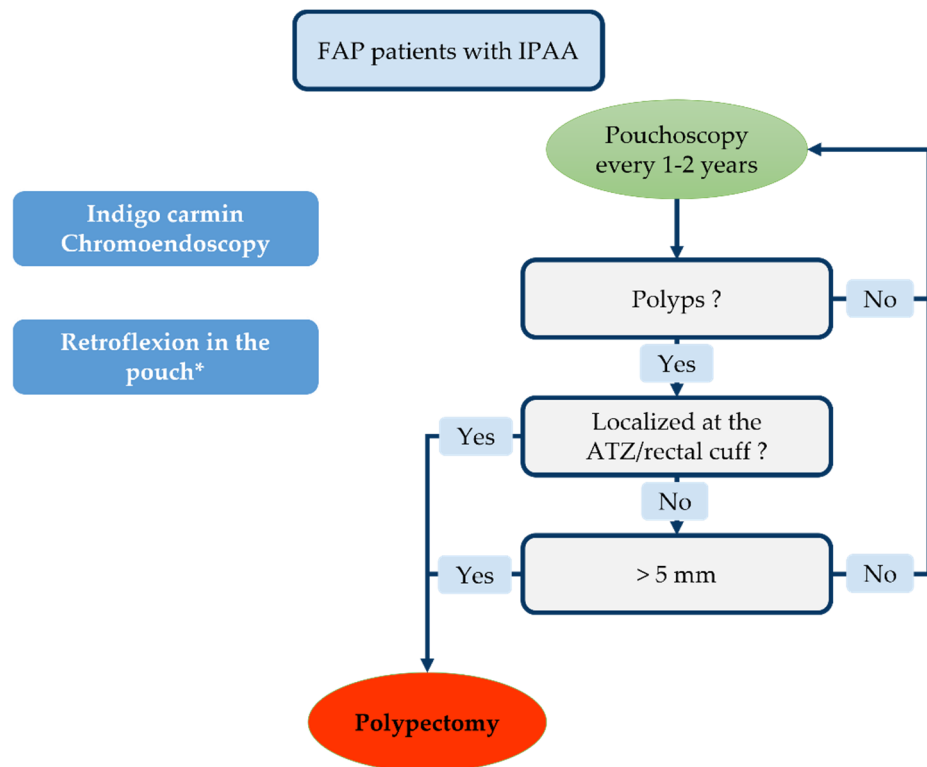 FAP patients with IPAA
Pouchoscopy
every 1-2 years
Indigo carmin
Chromoendoscopy
Polyps ?
No
Retroflexion in the
pouch*
Yes
Localized at the
ATZ/rectal cuff ?
Yes
No
> 5 mm
Yes
No
Polypectomy